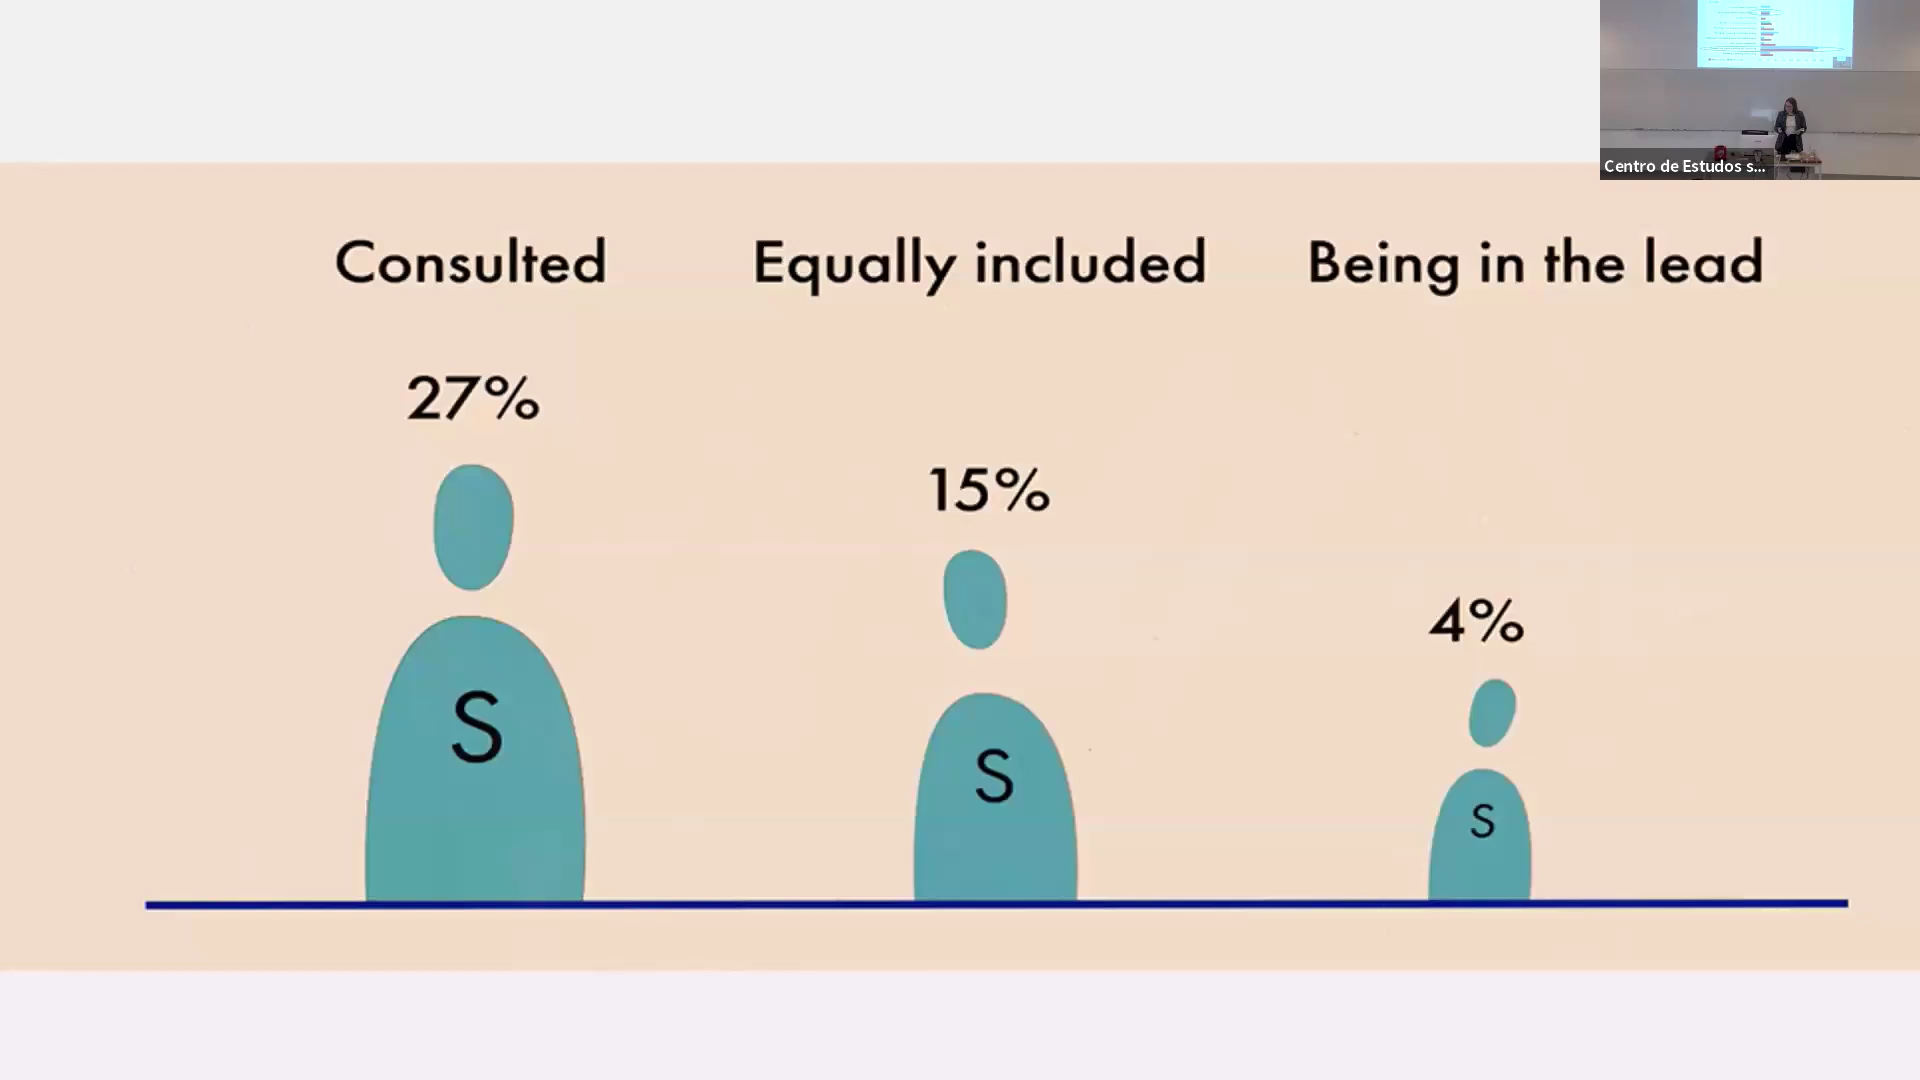 Centro de Estudos s...
Consulted
Equally included
Being in the lead
27%
15%
4%
S
S
S